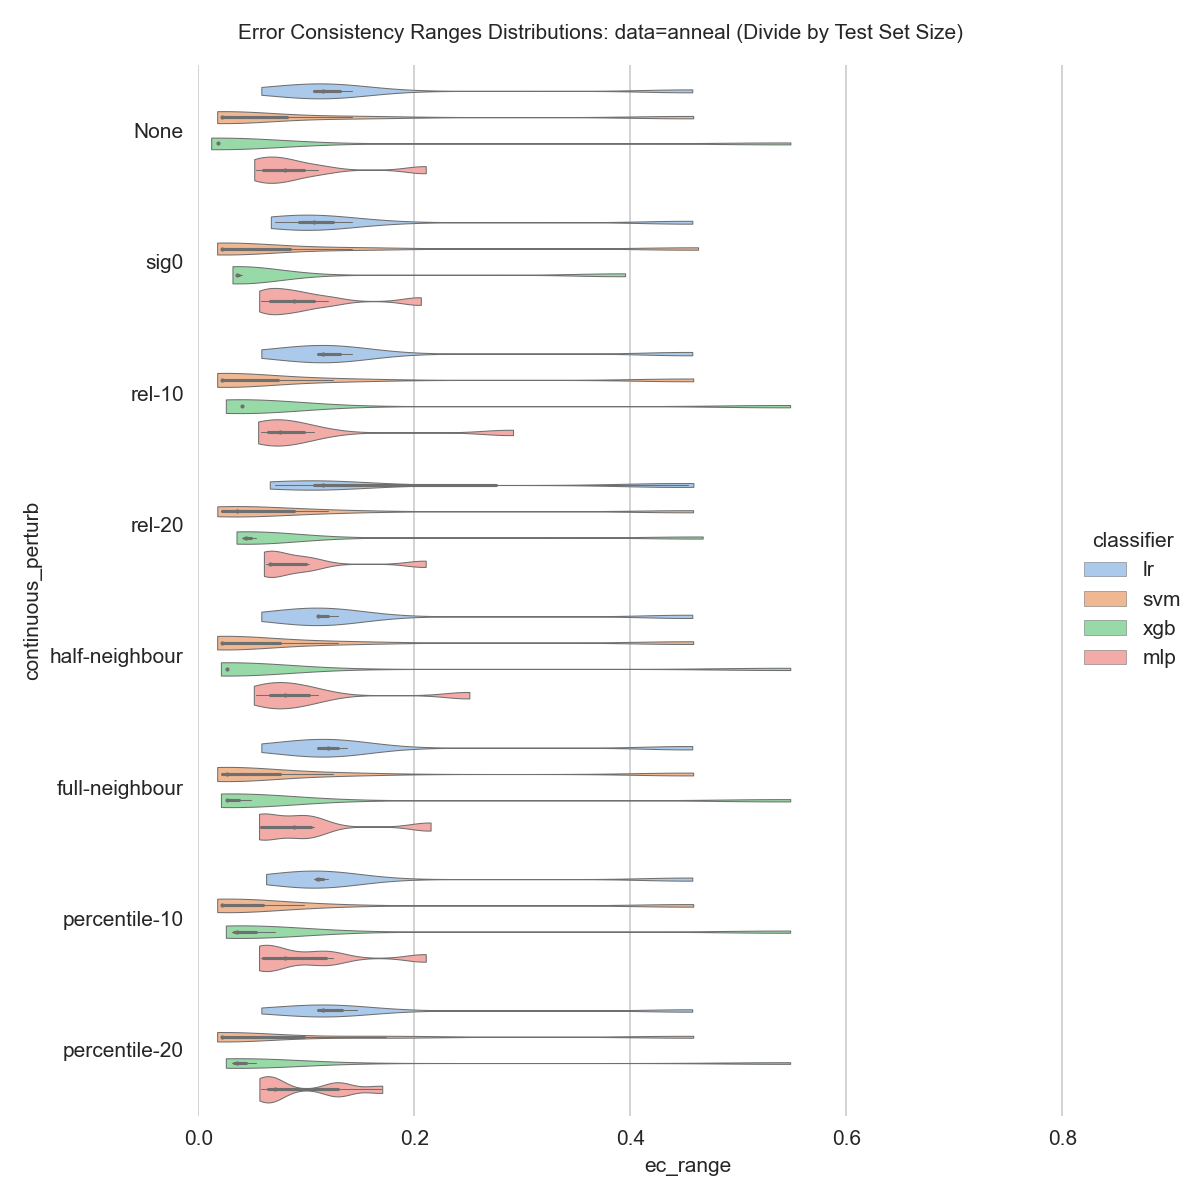 Error Consistency Ranges Distributions: data=anneal (Divide by Test Set Size)
None
sig0
rel-10
rel-20
half-neighbour
full-neighbour
percentile-10
percentile-20
continuous_perturb
0.0 0.2 0.4 0.6 0.8
ec_range
classifier
lr
svm
xgb
mlp